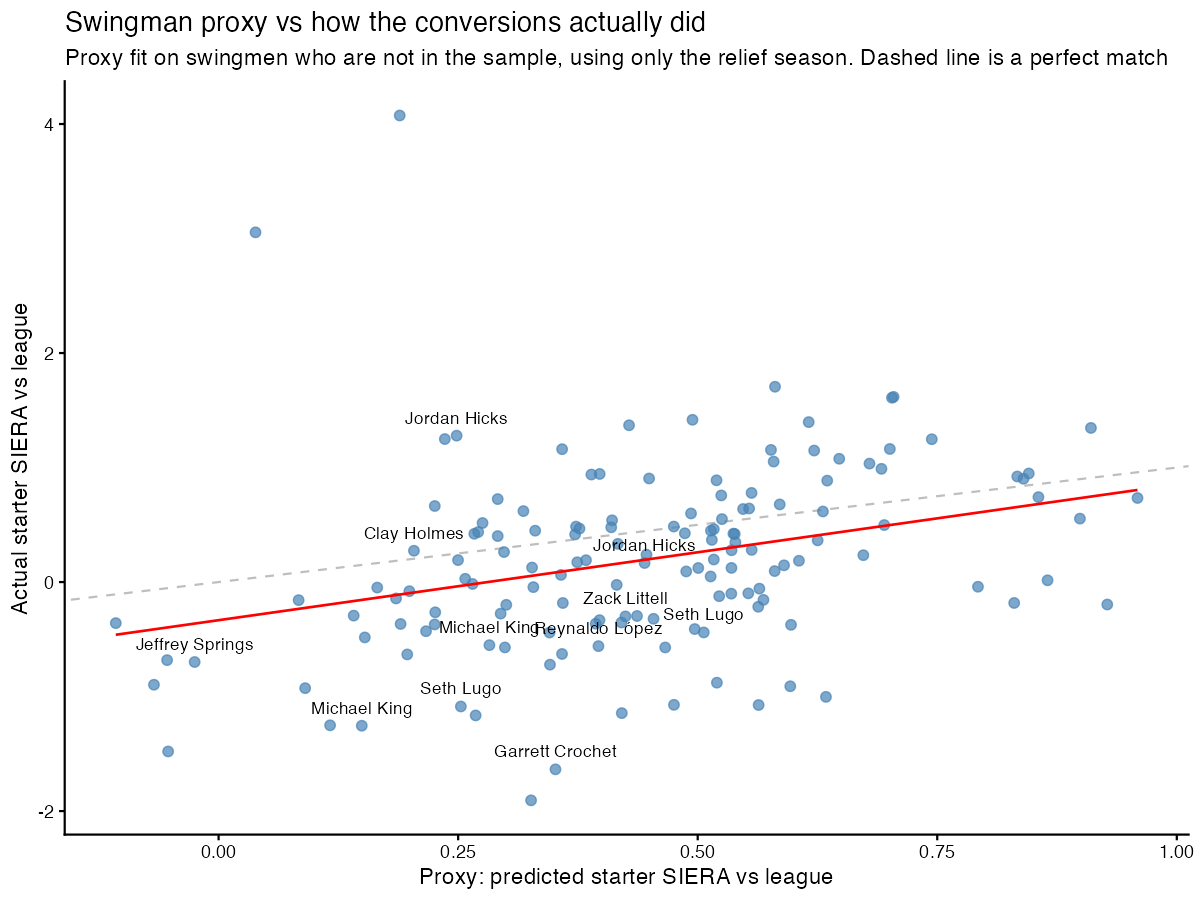 Swingman proxy vs how the conversions actually did
Proxy fit on swingmen who are not in the sample, using only the relief season. Dashed line is a perfect match
Actual starter SIERA vs league
4
2
0
-2
Jordan Hicks
Clay Holmes
Jordan Hicks
Zack Littell
Seth Lugo
Michael King
Reynaldo López
Jeffrey Springs
Seth Lugo
Michael King
Garrett Crochet
0.00
0.25
0.50
0.75
1.00
Proxy: predicted starter SIERA vs league